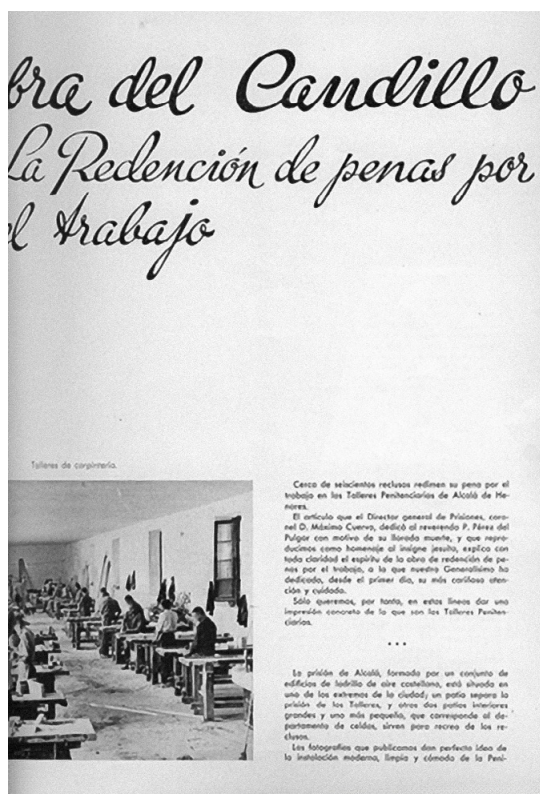 bra del Caudillo
La Redención de penas por
el trabajo
Talleres de carpintería.
Cerca de seiscientos reclusos redimen su pena por el
trabajo en los Talleres Penitenciarios de Alcalá de He-
nares.
El artículo que el Director general de Prisiones, coro-
nel D. Máximo Cuervo, dedicó al reverendo P. Pérez del
Pulgar con motivo de su llorada muerte, y que repro-
ducimos como homenaje al insigne jesuíta, explica con
toda claridad el espíritu de la obra de redención de pe-
nas por el trabajo, a la que nuestro Generalísimo ha
dedicado, desde el primer día, su más cariñosa aten-
ción y cuidado.
Sólo queremos, por tanto, en estas líneas dar una
impresión concreta de lo que son los Talleres Peniten-
ciarios.
* * *
La prisión de Alcalá, formada por un conjunto de
edificios de ladrillo de aire castellano, está situada en
uno de los extremos de la ciudad; un patio separa la
prisión de los Talleres, y otros dos patios interiores
grandes y uno más pequeño, que corresponde al de-
partamento de celdas, sirven para recreo de los re-
clusos.
Las fotografías que publicamos dan perfecta idea de
la instalación moderna, limpia y cómoda de la Peni-